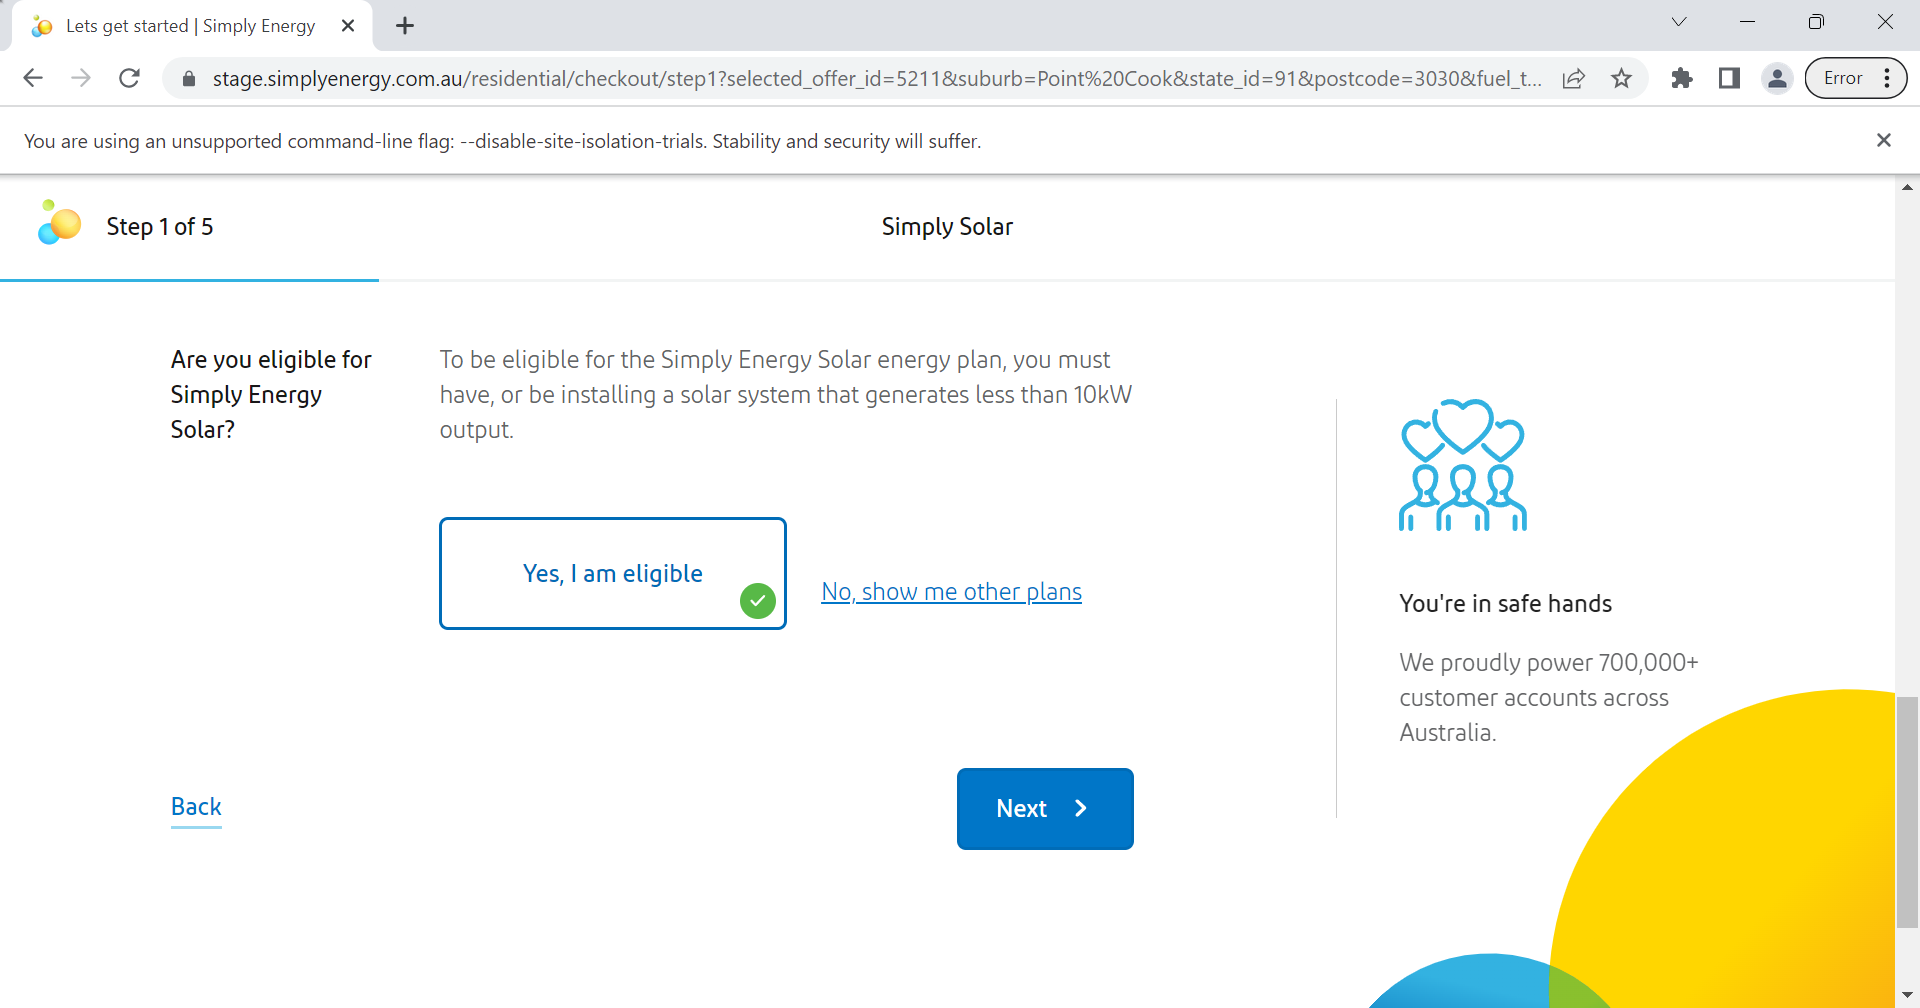 Lets get started | Simply Energy
stage.simplyenergy.com.au/residential/checkout/step1?selected_offer_id=5211&suburb=Point%20Cook&state_id=91&postcode=3030&fuel_t...
Error
You are using an unsupported command-line flag: --disable-site-isolation-trials. Stability and security will suffer.
Step 1 of 5
Simply Solar
Are you eligible for
Simply Energy
Solar?
To be eligible for the Simply Energy Solar energy plan, you must
have, or be installing a solar system that generates less than 10kW
output.
Yes, I am eligible
No, show me other plans
You're in safe hands
We proudly power 700,000+
customer accounts across
Australia.
Back
Next